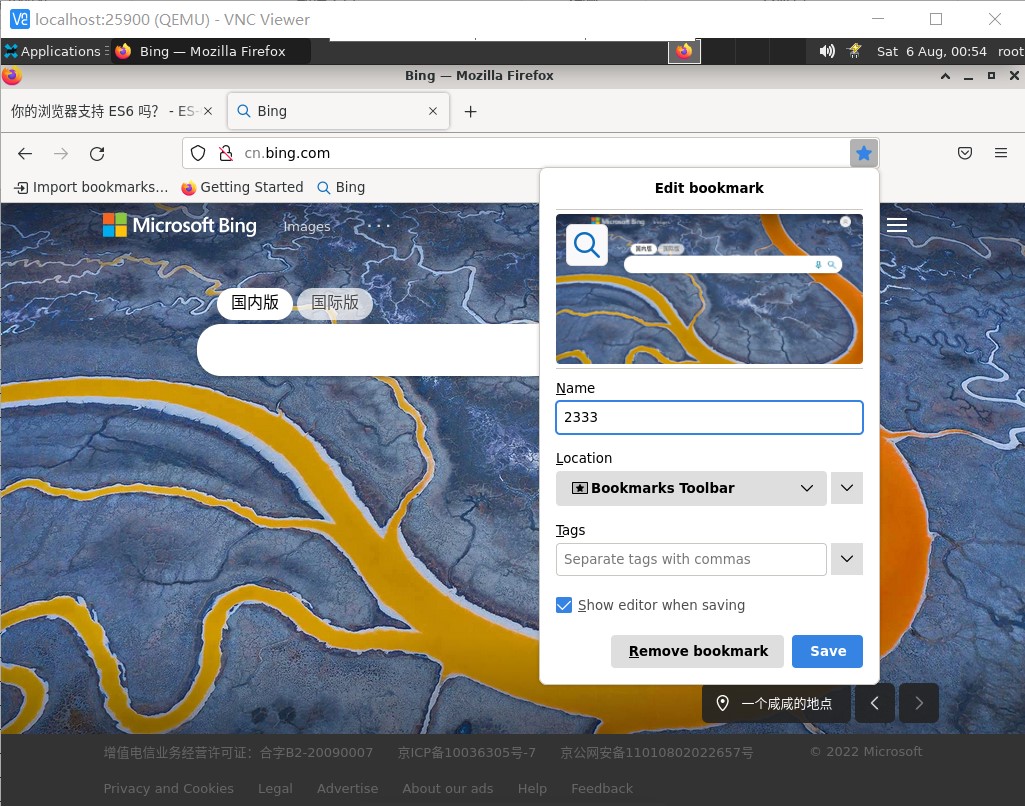 localhost:25900 (QEMU) - VNC Viewer
Applications Bing — Mozilla Firefox Sat 6 Aug, 00:54 root
Bing — Mozilla Firefox
你的浏览器支持 ES6 吗？ - ES- Bing
cn.bing.com
Import bookmarks... Getting Started Bing
Edit bookmark
Microsoft Bing Images
国内版 国际版
Name
2333
Location
Bookmarks Toolbar
Tags
Separate tags with commas
Show editor when saving
Remove bookmark Save
一个咸咸的地点
增值电信业务经营许可证：合字B2-20090007 京ICP备10036305号-7 京公网安备11010802022657号 © 2022 Microsoft
Privacy and Cookies Legal Advertise About our ads Help Feedback